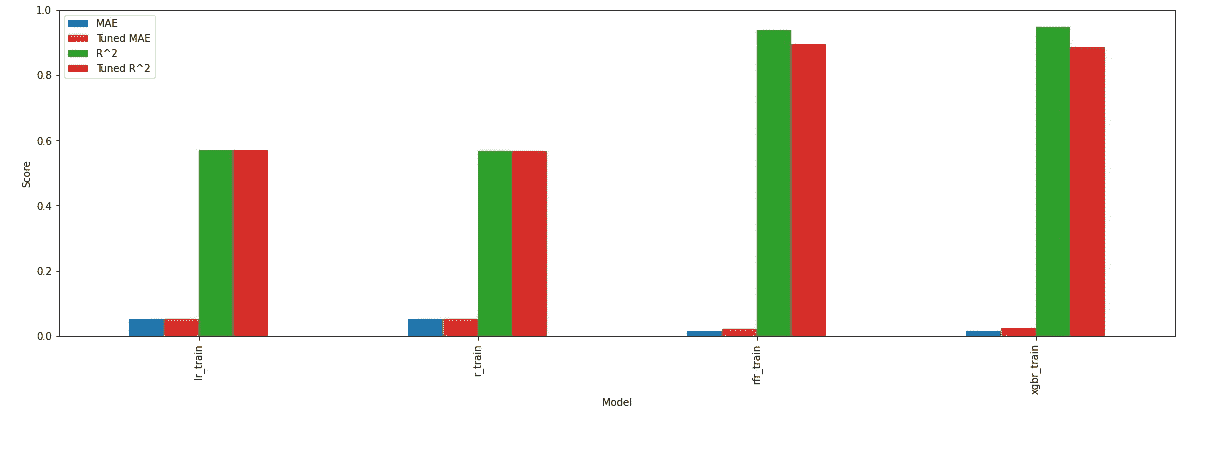 1.0
0.8
0.6
0.4
0.2
0.0
Score
MAE
Tuned MAE
R^2
Tuned R^2
lr_train
r_train
rfr_train
xgbr_train
Model